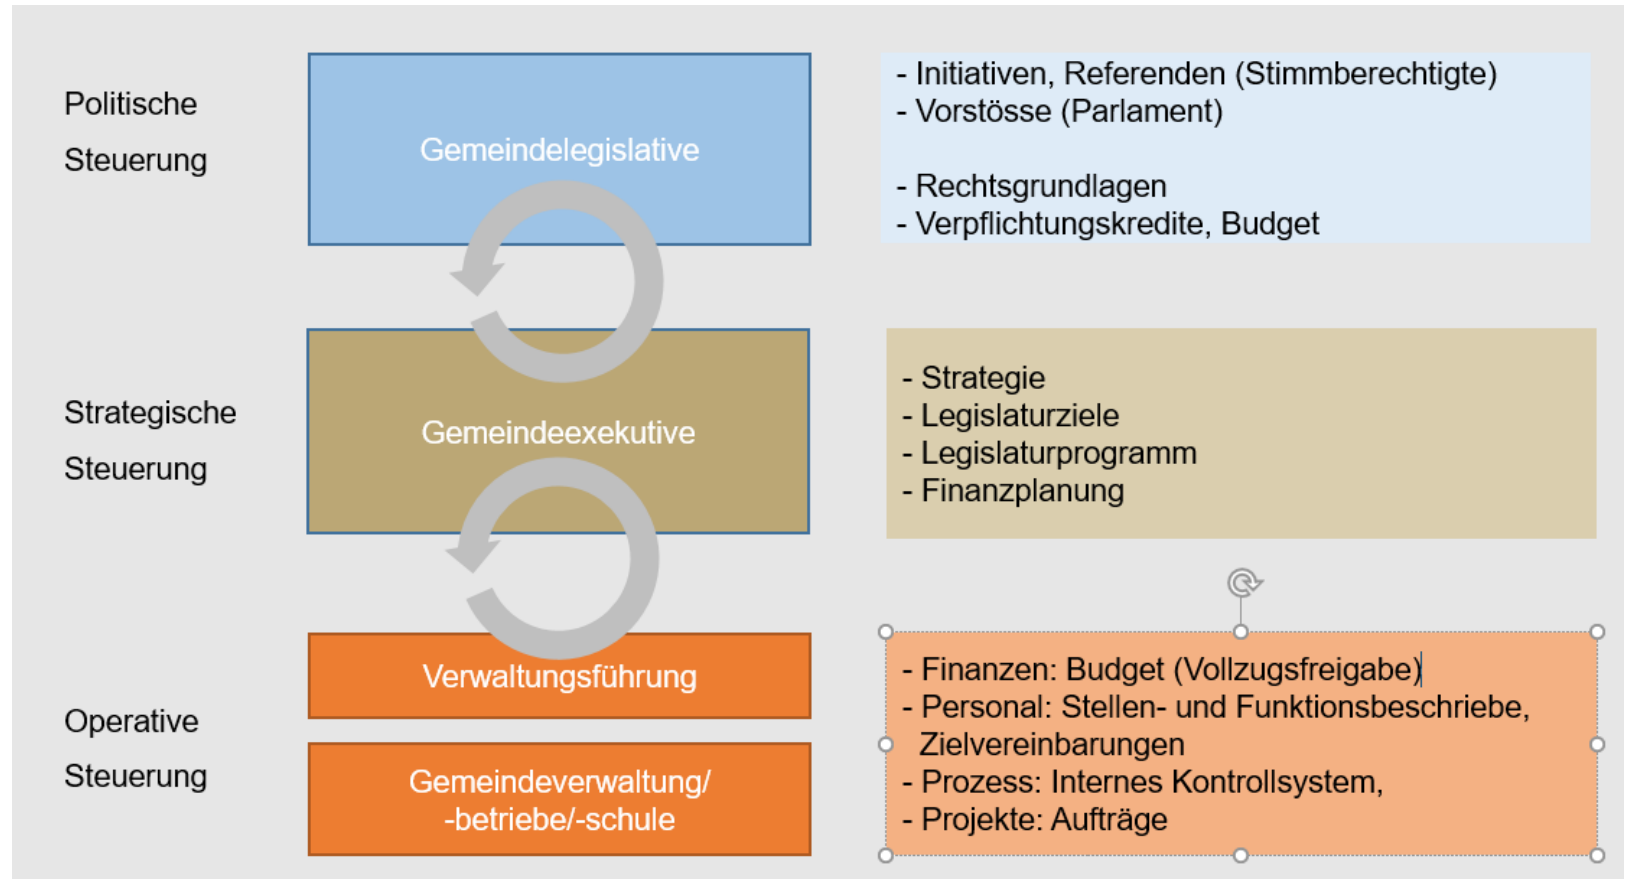 Politische
Steuerung
Gemeindelegislative
- Initiativen, Referenden (Stimmberechtigte)
- Vorstösse (Parlament)
- Rechtsgrundlagen
- Verpflichtungskredite, Budget
Strategische
Steuerung
Gemeindeexekutive
- Strategie
- Legislaturziele
- Legislaturprogramm
- Finanzplanung
Operative
Steuerung
Verwaltungsführung
Gemeindeverwaltung/
-betriebe/-schule
- Finanzen: Budget (Vollzugsfreigabe)
- Personal: Stellen- und Funktionsbeschriebe,
Zielvereinbarungen
- Prozess: Internes Kontrollsystem,
- Projekte: Aufträge